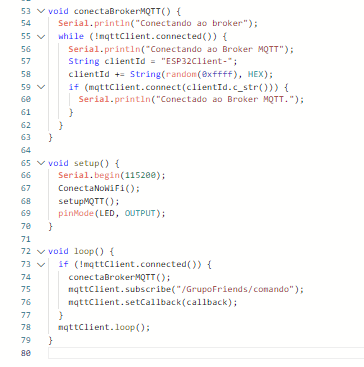 53 void conectaBrokerMQTT() {
54 Serial.println("Conectando ao broker");
55 while (!mqttClient.connected()) {
56 Serial.println("Conectando ao Broker MQTT");
57 String clientId = "ESP32Client-";
58 clientId += String(random(0xffff), HEX);
59 if (mqttClient.connect(clientId.c_str())) {
60 Serial.println("Conectado ao Broker MQTT.");
61 }
62 }
63 }
64
65 void setup() {
66 Serial.begin(115200);
67 ConectaNoWiFi();
68 setupMQTT();
69 pinMode(LED, OUTPUT);
70 }
71
72 void loop() {
73 if (!mqttClient.connected()) {
74 conectaBrokerMQTT();
75 mqttClient.subscribe("/GrupoFriends/comando");
76 mqttClient.setCallback(callback);
77 }
78 mqttClient.loop();
79 }
80